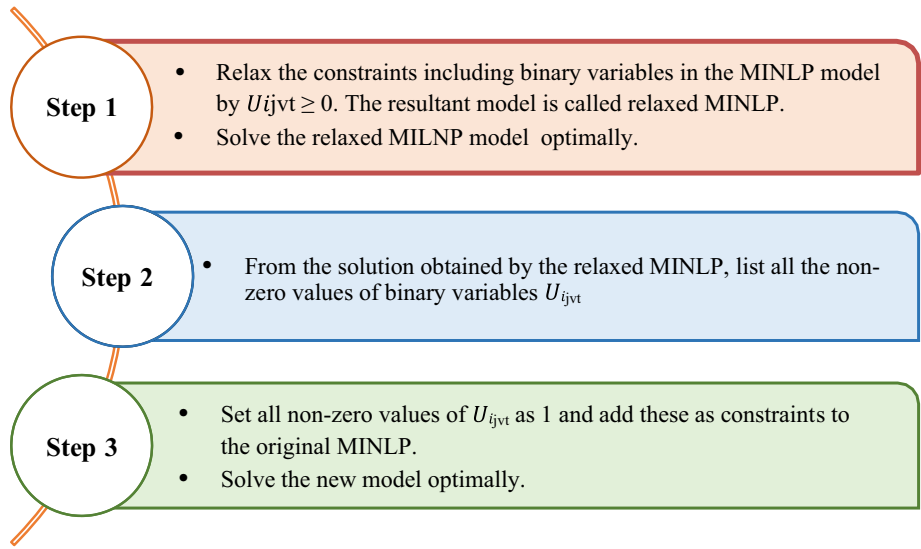 Step 1
• Relax the constraints including binary variables in the MINLP model
by Uijvt ≥ 0. The resultant model is called relaxed MINLP.
• Solve the relaxed MILNP model optimally.
Step 2
• From the solution obtained by the relaxed MINLP, list all the non-
zero values of binary variables Uijvt
Step 3
• Set all non-zero values of Uijvt as 1 and add these as constraints to
the original MINLP.
• Solve the new model optimally.